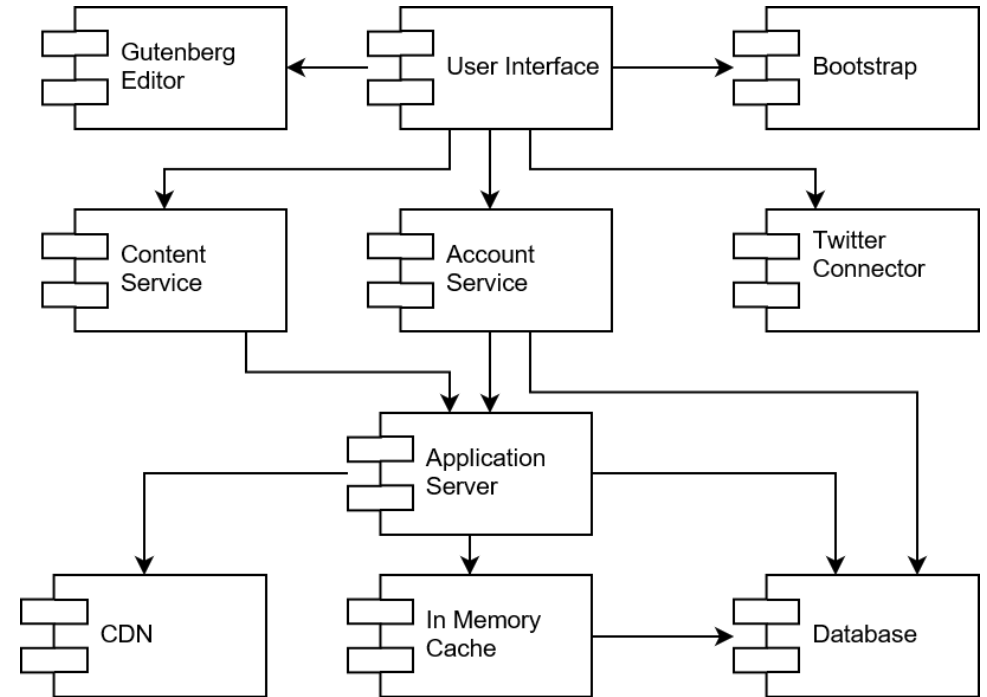 Gutenberg
Editor
User Interface
Bootstrap
Content
Service
Account
Service
Twitter
Connector
Application
Server
CDN
In Memory
Cache
Database